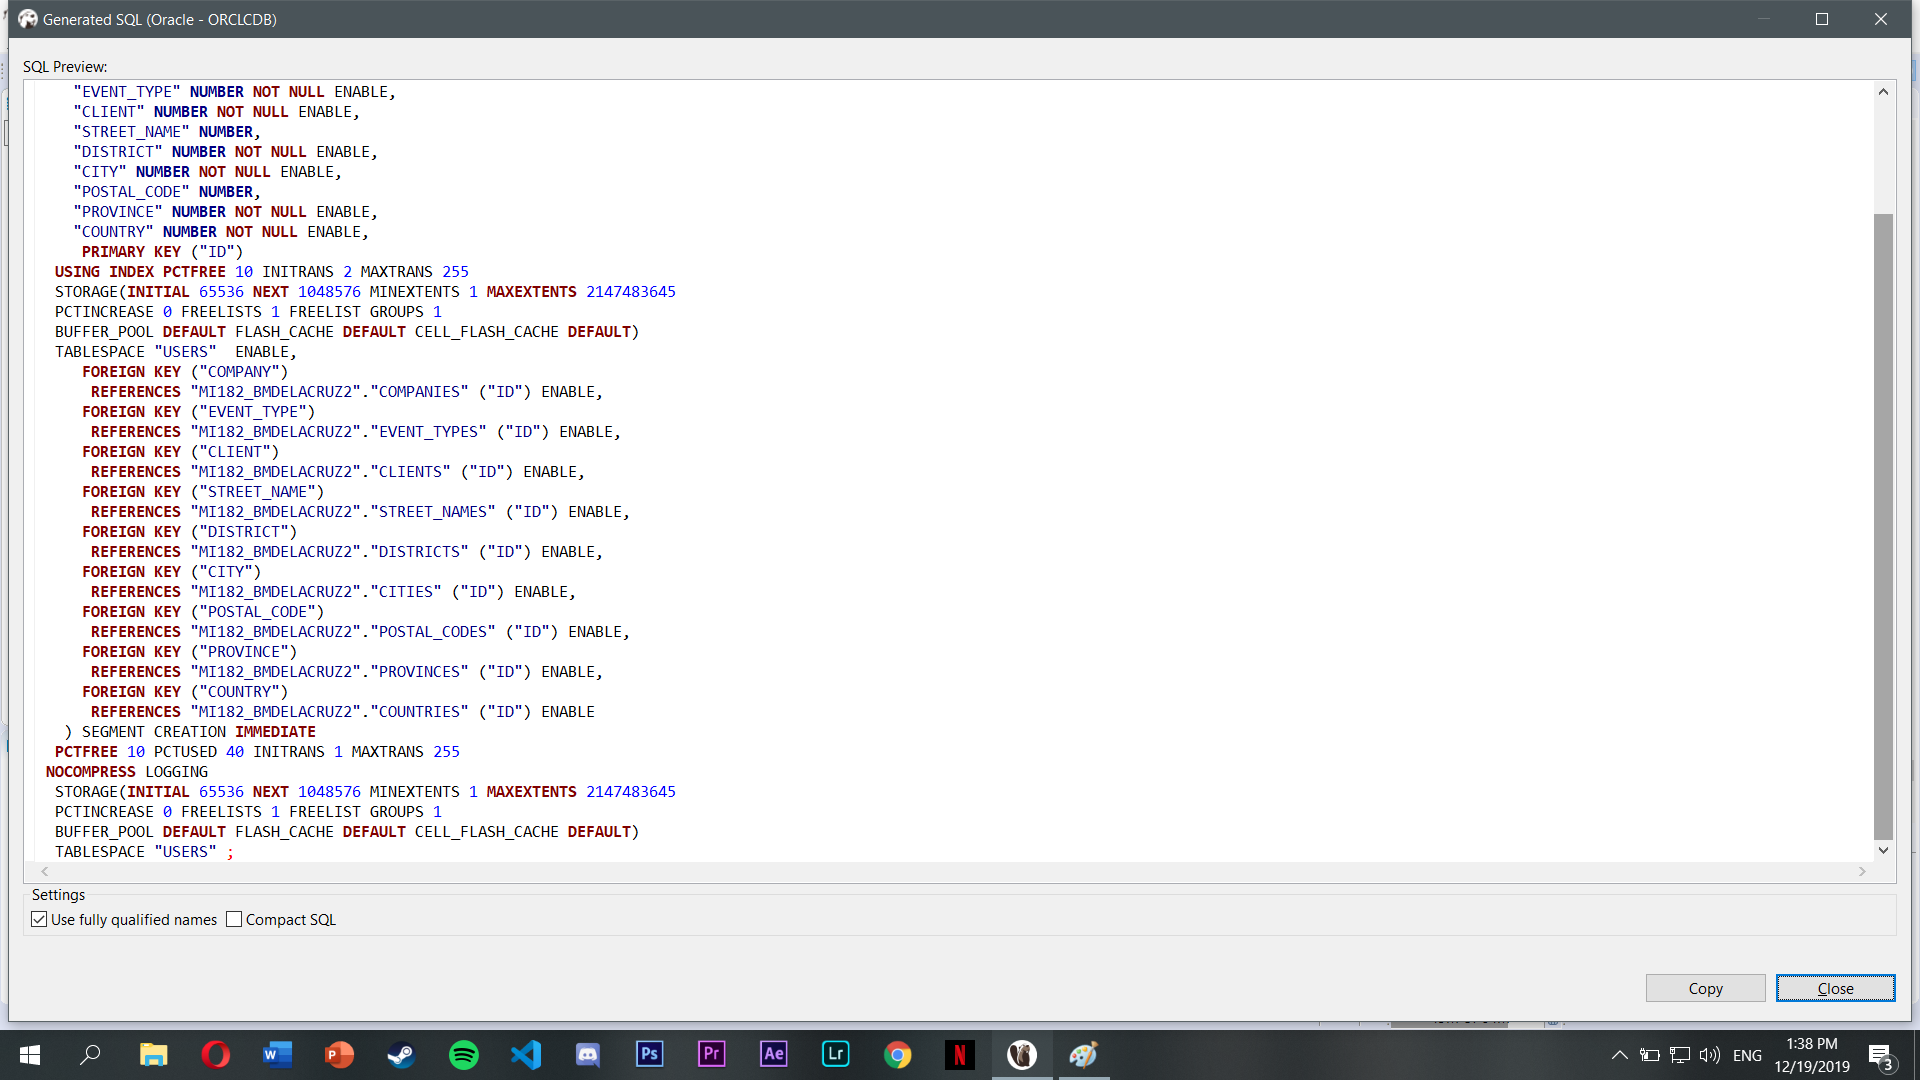 Generated SQL (Oracle - ORCLCDB)
SQL Preview:
"EVENT_TYPE" NUMBER NOT NULL ENABLE,
"CLIENT" NUMBER NOT NULL ENABLE,
"STREET_NAME" NUMBER,
"DISTRICT" NUMBER NOT NULL ENABLE,
"CITY" NUMBER NOT NULL ENABLE,
"POSTAL_CODE" NUMBER,
"PROVINCE" NUMBER NOT NULL ENABLE,
"COUNTRY" NUMBER NOT NULL ENABLE,
PRIMARY KEY ("ID")
USING INDEX PCTFREE 10 INITRANS 2 MAXTRANS 255
STORAGE(INITIAL 65536 NEXT 1048576 MINEXTENTS 1 MAXEXTENTS 2147483645
PCTINCREASE 0 FREELISTS 1 FREELIST GROUPS 1
BUFFER_POOL DEFAULT FLASH_CACHE DEFAULT CELL_FLASH_CACHE DEFAULT)
TABLESPACE "USERS"  ENABLE,
FOREIGN KEY ("COMPANY")
REFERENCES "MI182_BMDELACRUZ2"."COMPANIES" ("ID") ENABLE,
FOREIGN KEY ("EVENT_TYPE")
REFERENCES "MI182_BMDELACRUZ2"."EVENT_TYPES" ("ID") ENABLE,
FOREIGN KEY ("CLIENT")
REFERENCES "MI182_BMDELACRUZ2"."CLIENTS" ("ID") ENABLE,
FOREIGN KEY ("STREET_NAME")
REFERENCES "MI182_BMDELACRUZ2"."STREET_NAMES" ("ID") ENABLE,
FOREIGN KEY ("DISTRICT")
REFERENCES "MI182_BMDELACRUZ2"."DISTRICTS" ("ID") ENABLE,
FOREIGN KEY ("CITY")
REFERENCES "MI182_BMDELACRUZ2"."CITIES" ("ID") ENABLE,
FOREIGN KEY ("POSTAL_CODE")
REFERENCES "MI182_BMDELACRUZ2"."POSTAL_CODES" ("ID") ENABLE,
FOREIGN KEY ("PROVINCE")
REFERENCES "MI182_BMDELACRUZ2"."PROVINCES" ("ID") ENABLE,
FOREIGN KEY ("COUNTRY")
REFERENCES "MI182_BMDELACRUZ2"."COUNTRIES" ("ID") ENABLE
) SEGMENT CREATION IMMEDIATE
PCTFREE 10 PCTUSED 40 INITRANS 1 MAXTRANS 255
NOCOMPRESS LOGGING
STORAGE(INITIAL 65536 NEXT 1048576 MINEXTENTS 1 MAXEXTENTS 2147483645
PCTINCREASE 0 FREELISTS 1 FREELIST GROUPS 1
BUFFER_POOL DEFAULT FLASH_CACHE DEFAULT CELL_FLASH_CACHE DEFAULT)
TABLESPACE "USERS" ;
Settings
Use fully qualified names Compact SQL
Copy Close
Ps Pr Ae Lr N
ENG
1:38 PM
12/19/2019
3